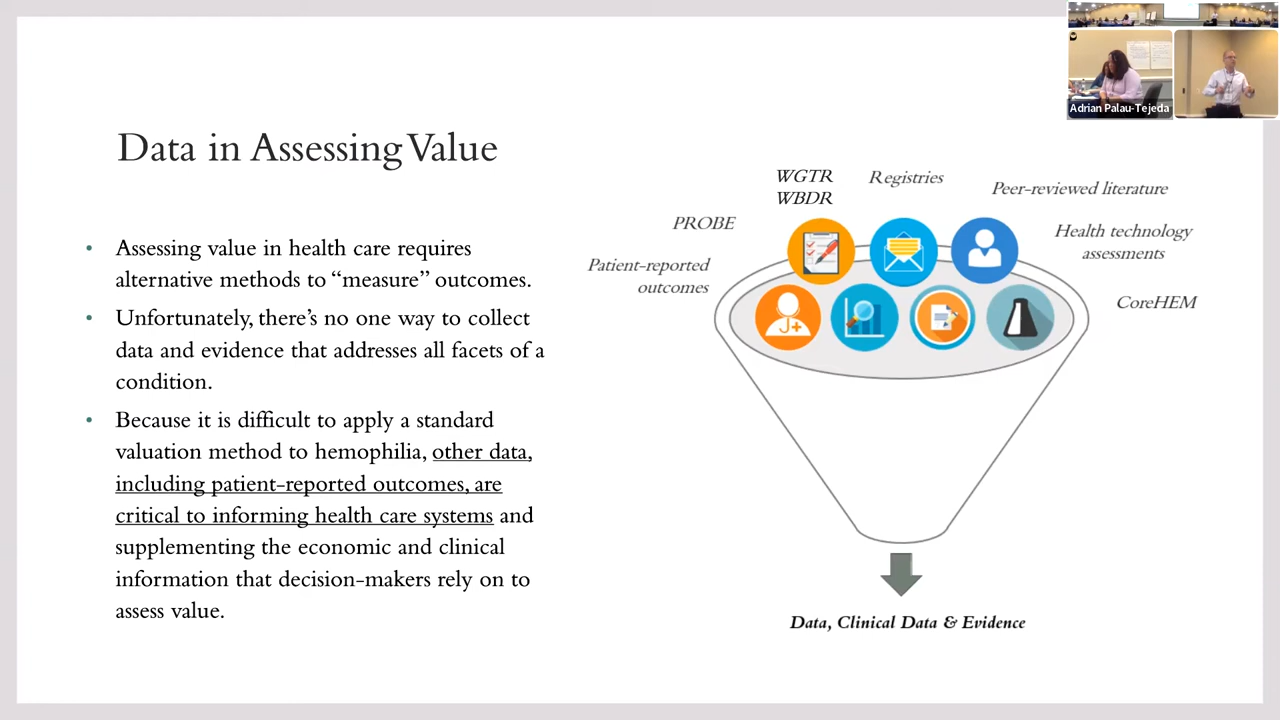 Adrian Palau-Tejeda
Data in Assessing Value
• Assessing value in health care requires
alternative methods to “measure” outcomes.
• Unfortunately, there’s no one way to collect
data and evidence that addresses all facets of a
condition.
• Because it is difficult to apply a standard
valuation method to hemophilia, other data,
including patient-reported outcomes, are
critical to informing health care systems and
supplementing the economic and clinical
information that decision-makers rely on to
assess value.
Patient-reported
outcomes
PROBE
WGTR
WBDR
Registries
Peer-reviewed literature
Health technology
assessments
CoreHEM
J+
Data, Clinical Data & Evidence